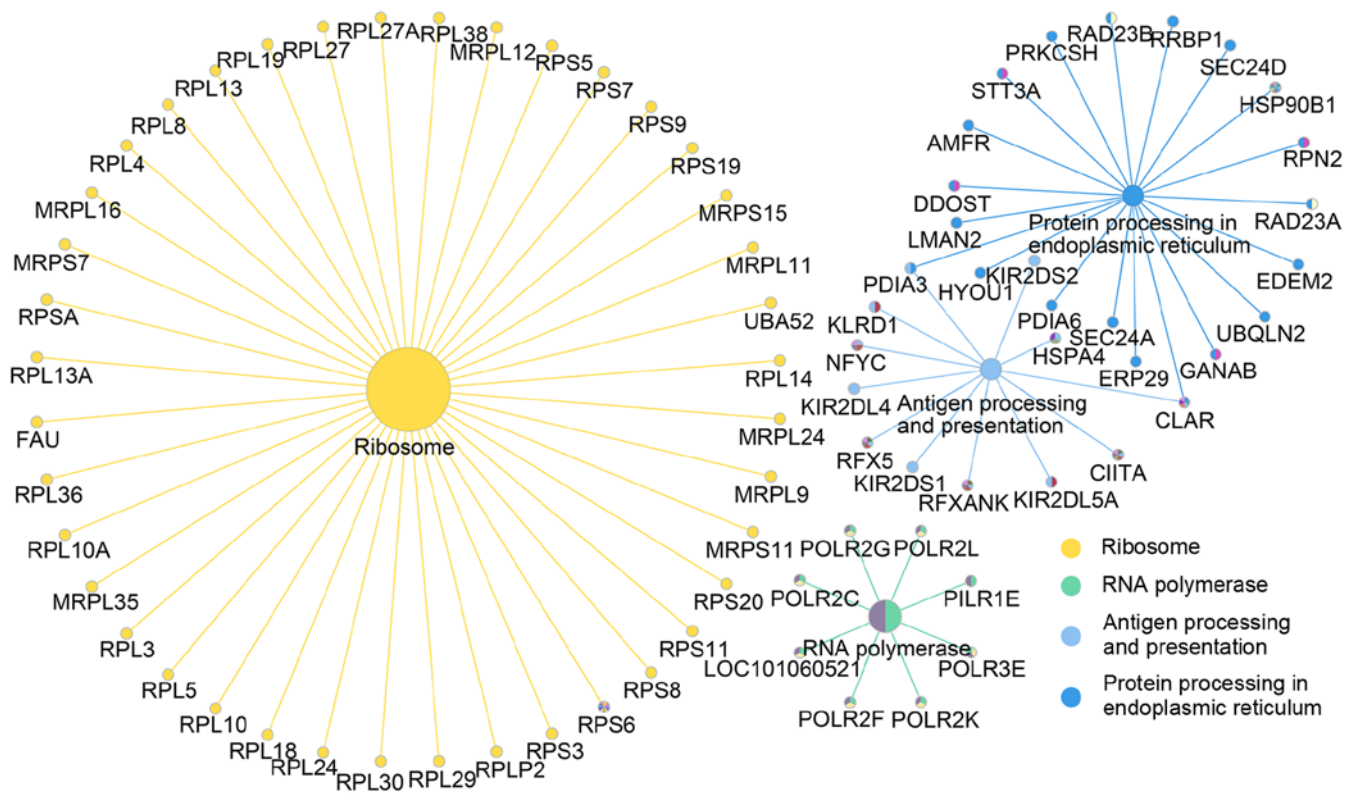 RPL27A
RPL38
RPL27
MRPL12
RPL19
RPS5
RPL13
RPS7
RPL8
RPS9
RPL4
RPS19
MRPL16
MRPS15
MRPS7
MRPL11
RPSA
UBA52
RPL13A
RPL14
FAU
MRPL24
Ribosome
RPL36
MRPL9
RPL10A
MRPS11
MRPL35
RPS20
RPL3
RPS11
RPL5
RPS8
RPL10
RPS6
RPL18
RPS3
RPL24
RPLP2
RPL30
RPL29
RAD23B
RRBP1
PRKCSH
SEC24D
STT3A
HSP90B1
AMFR
RPN2
DDOST
RAD23A
Protein processing in
endoplasmic reticulum
LMAN2
PDIA3
HYOU1
KIR2DS2
EDEM2
KLRD1
PDIA6
SEC24A
UBQLN2
NFYC
HSPA4
ERP29
GANAB
KIR2DL4
Antigen processing
and presentation
CLAR
RFX5
KIR2DS1
RFXANK
KIR2DL5A
CIITA
POLR2G
POLR2L
POLR2C
PILR1E
RNA polymerase
LOC101060521
POLR3E
POLR2F
POLR2K
Ribosome
RNA polymerase
Antigen processing
and presentation
Protein processing in
endoplasmic reticulum